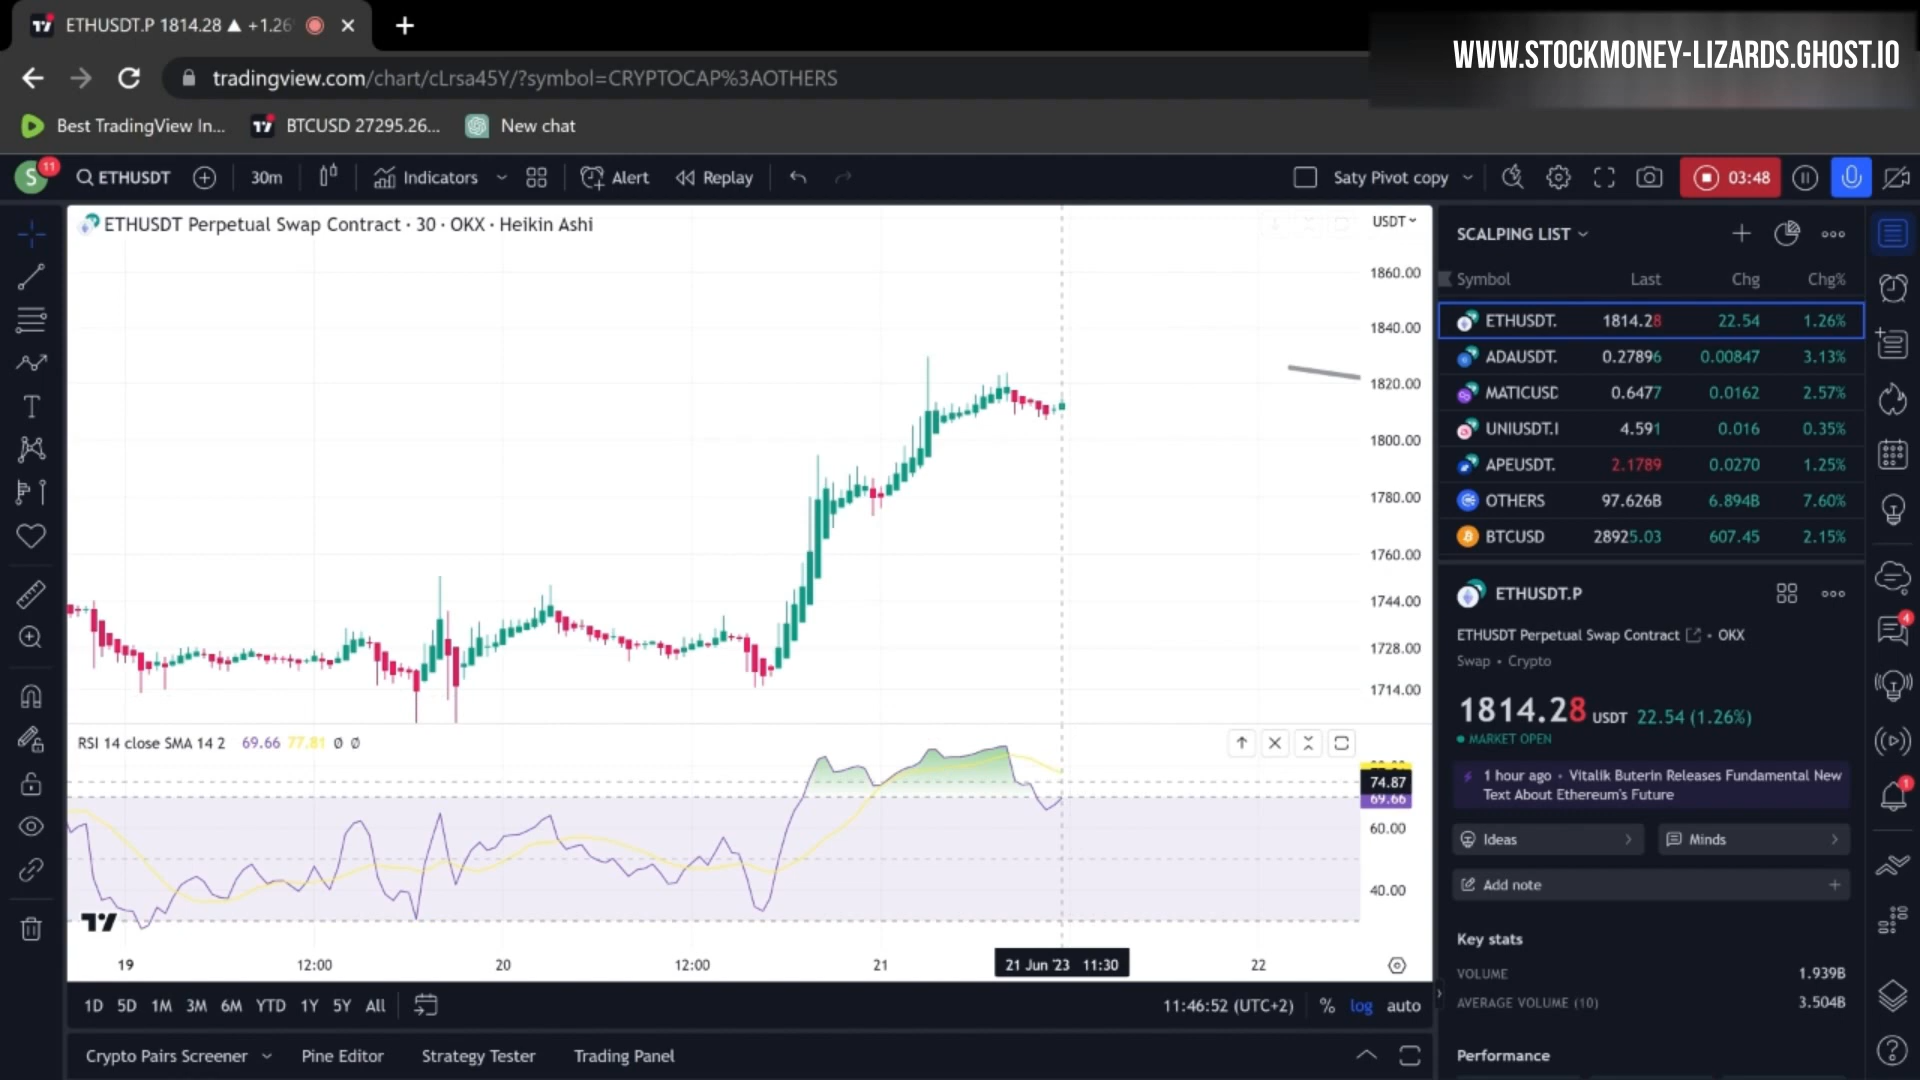 ETHUSDT.P 1814.28 ▲ +1.26
WWW.STOCKMONEY-LIZARDS.GHOST.IO
tradingview.com/chart/cLrsa45Y/?symbol=CRYPTOCAP%3AOTHERS
Best TradingView In... BTCUSD 27295.26... New chat
S 11 ETHUSDT 30m Indicators Alert Replay Saty Pivot copy 03:48
ETHUSDT Perpetual Swap Contract · 30 · OKX · Heikin Ashi
USDT
1860.00
1840.00
1820.00
1800.00
1780.00
1760.00
1744.00
1728.00
1714.00
RSI 14 close SMA 14 2 69.66 77.81 Ø Ø
74.87
69.66
60.00
40.00
19 12:00 20 12:00 21 21 Jun '23 11:30 22
1D 5D 1M 3M 6M YTD 1Y 5Y All 11:46:52 (UTC+2) % log auto
Crypto Pairs Screener Pine Editor Strategy Tester Trading Panel
SCALPING LIST
Symbol Last Chg Chg%
ETHUSDT. 1814.28 22.54 1.26%
ADAUSDT. 0.27896 0.00847 3.13%
MATICUSD 0.6477 0.0162 2.57%
UNIUSDT.I 4.591 0.016 0.35%
APEUSDT. 2.1789 0.0270 1.25%
OTHERS 97.626B 6.894B 7.60%
BTCUSD 28925.03 607.45 2.15%
ETHUSDT.P
ETHUSDT Perpetual Swap Contract • OKX
Swap • Crypto
1814.28 USDT 22.54 (1.26%)
MARKET OPEN
1 hour ago • Vitalik Buterin Releases Fundamental New
Text About Ethereum's Future
Ideas Minds
Add note
Key stats
VOLUME 1.939B
AVERAGE VOLUME (10) 3.504B
Performance
4
1